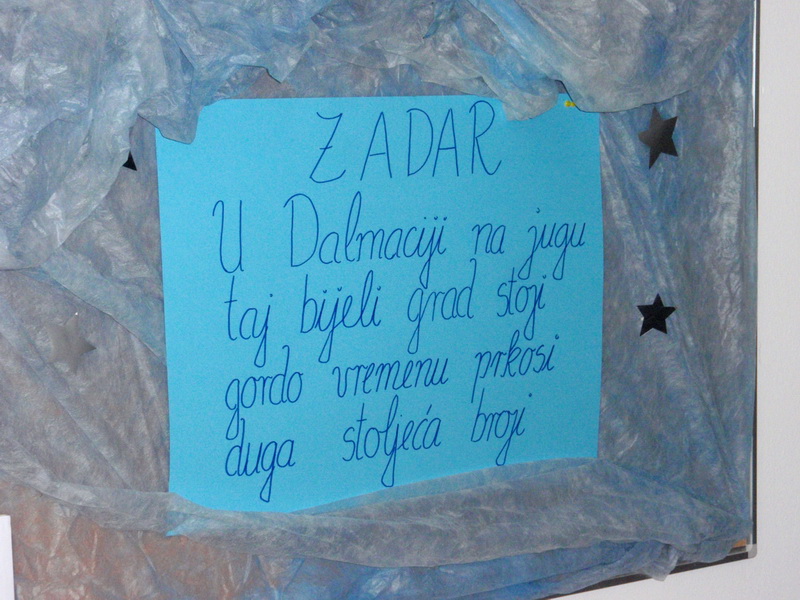 ZADAR
U Dalmaciji na jugu
taj bijeli grad stoji
gordo vremenu prkosi
duga stoljeća broji